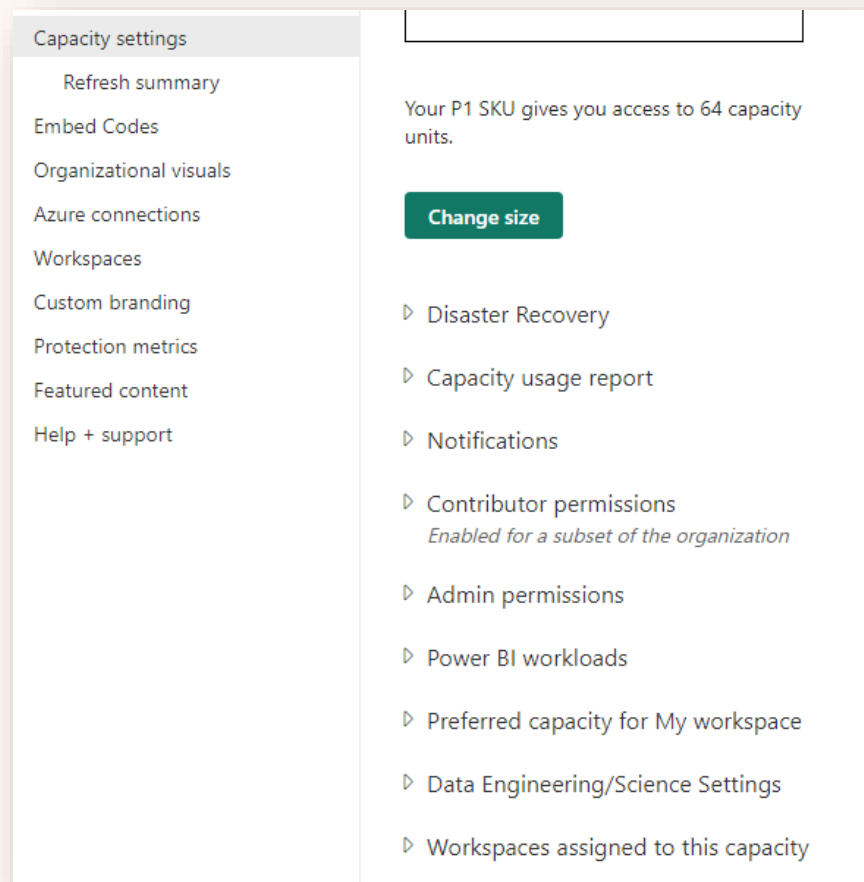 Capacity settings
Refresh summary
Embed Codes
Organizational visuals
Azure connections
Workspaces
Custom branding
Protection metrics
Featured content
Help + support
Your P1 SKU gives you access to 64 capacity
units.
Change size
Disaster Recovery
Capacity usage report
Notifications
Contributor permissions
Enabled for a subset of the organization
Admin permissions
Power BI workloads
Preferred capacity for My workspace
Data Engineering/Science Settings
Workspaces assigned to this capacity